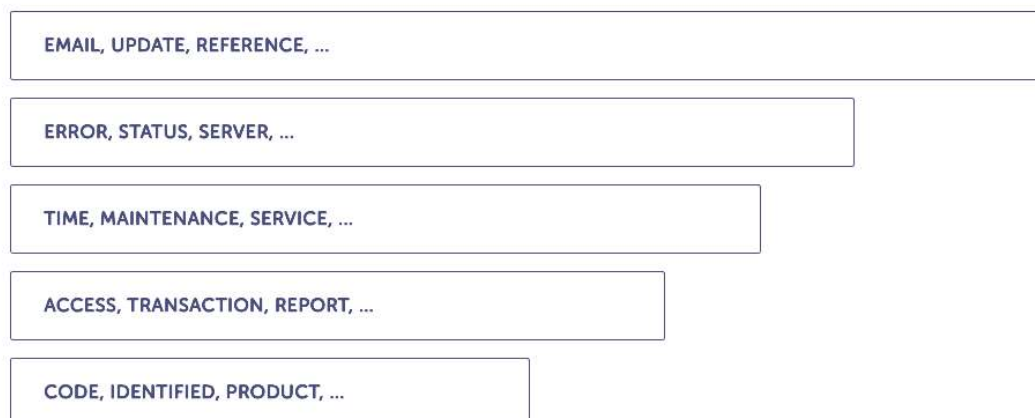 EMAIL, UPDATE, REFERENCE, ...
ERROR, STATUS, SERVER, ...
TIME, MAINTENANCE, SERVICE, ...
ACCESS, TRANSACTION, REPORT, ...
CODE, IDENTIFIED, PRODUCT, ...